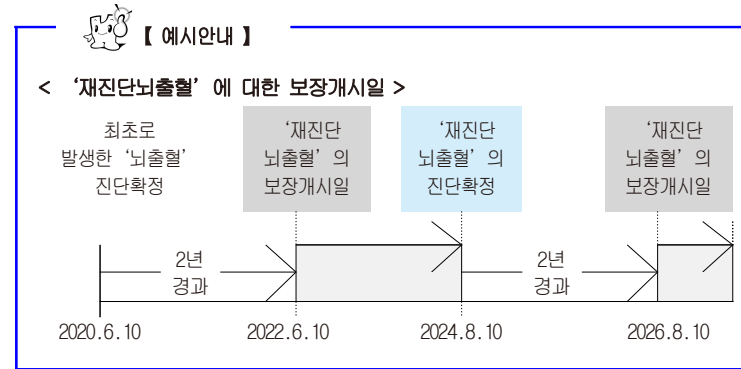 【 예시안내 】
< ‘재진단뇌출혈’에 대한 보장개시일 >
최초로
발생한 ‘뇌출혈’
진단확정
‘재진단
뇌출혈’의
보장개시일
‘재진단
뇌출혈’의
진단확정
‘재진단
뇌출혈’의
보장개시일
2년
경과
2년
경과
2020.6.10
2022.6.10
2024.8.10
2026.8.10